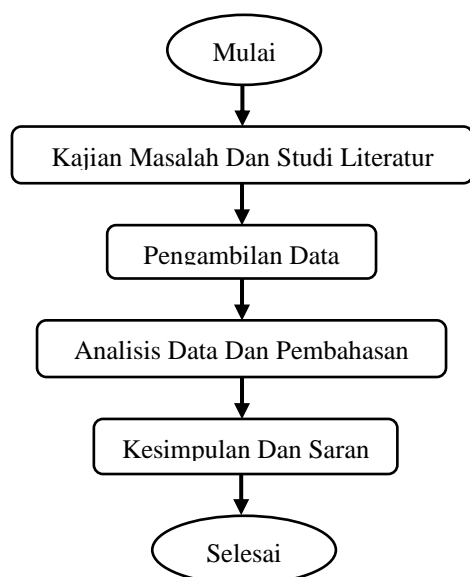 Mulai
Kajian Masalah Dan Studi Literatur
Pengambilan Data
Analisis Data Dan Pembahasan
Kesimpulan Dan Saran
Selesai